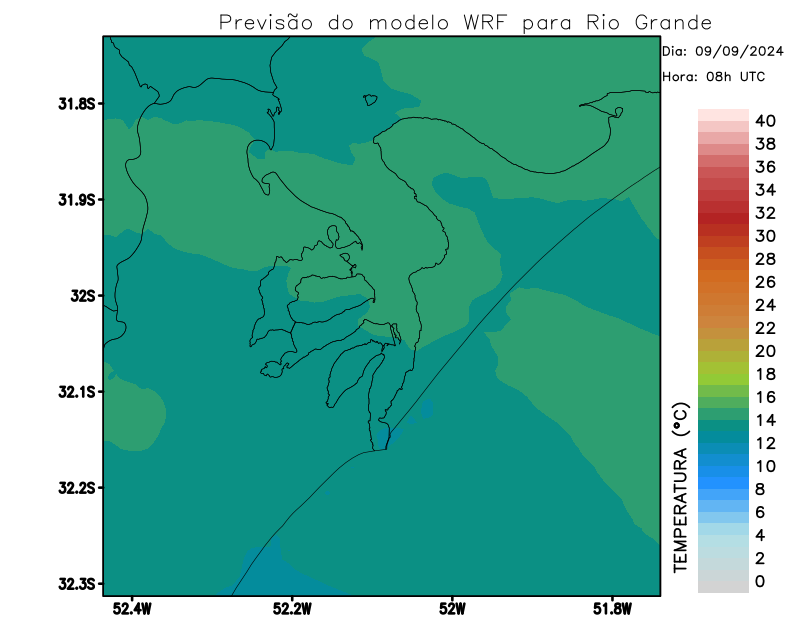 Previsão do modelo WRF para Rio Grande
Dia: 09/09/2024
Hora: 08h UTC
31.8S
31.9S
32S
32.1S
32.2S
32.3S
52.4W
52.2W
52W
51.8W
TEMPERATURA (°C)
40
38
36
34
32
30
28
26
24
22
20
18
16
14
12
10
8
6
4
2
0